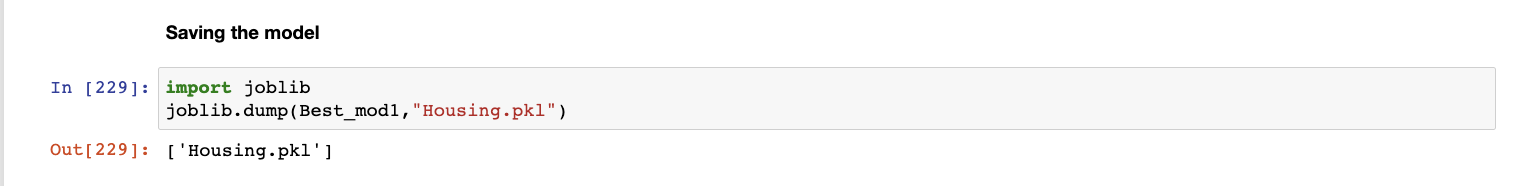 Saving the model
In [229]: import joblib
joblib.dump(Best_mod1,"Housing.pkl")
Out[229]: ['Housing.pkl']